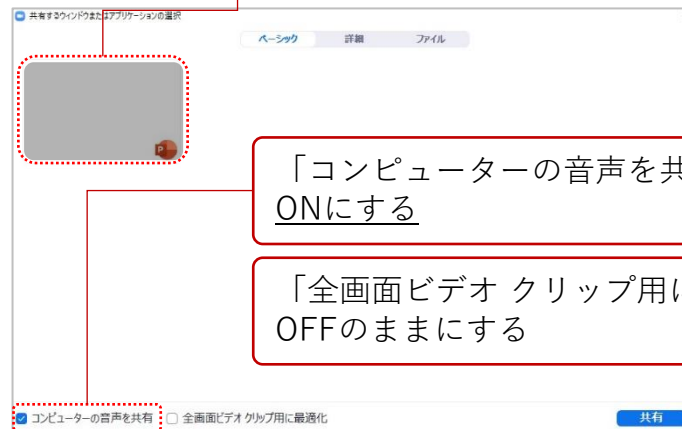 共有するウィンドウまたはアプリケーションの選択
ベーシック 詳細 ファイル
P
「コンピューターの音声を共
ONにする
「全画面ビデオ クリップ用に
OFFのままにする
コンピューターの音声を共有 全画面ビデオ クリップ用に最適化 共有